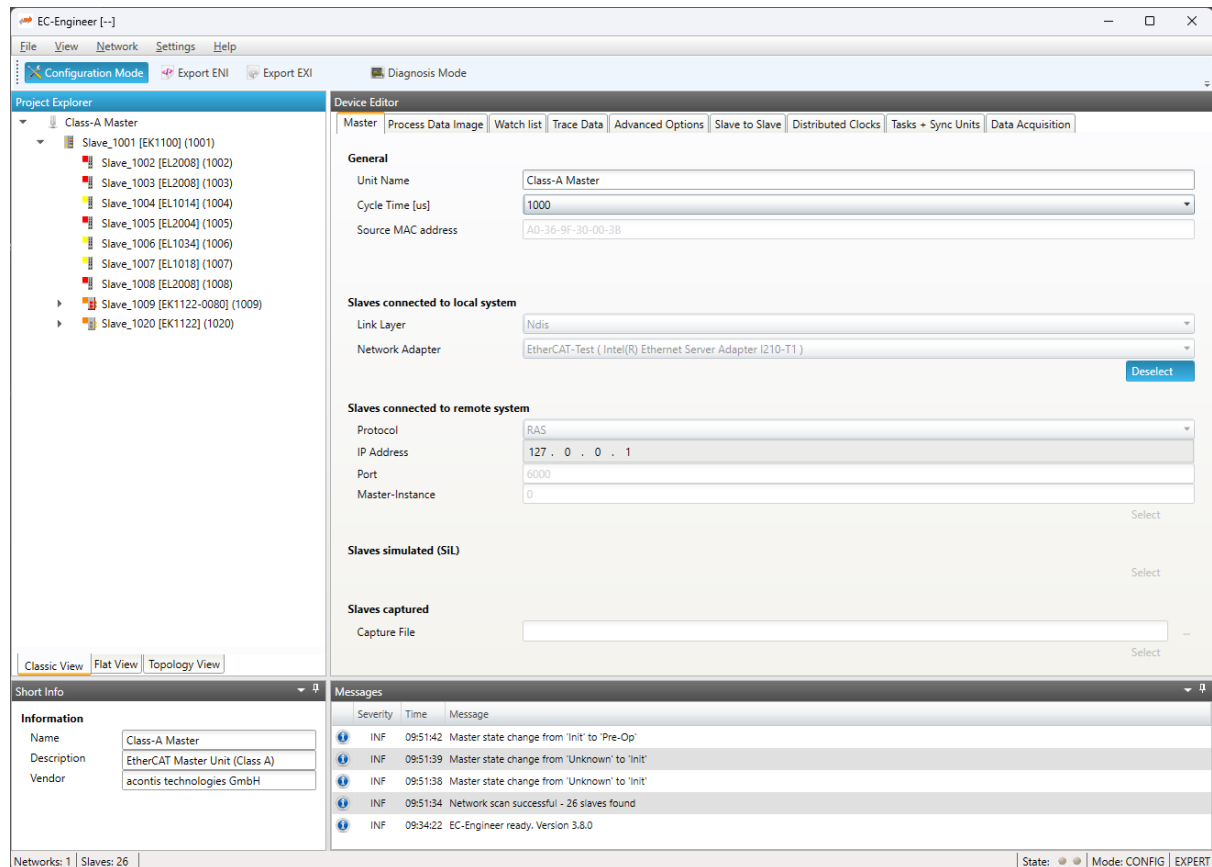 EC-Engineer [--]
File View Network Settings Help
Configuration Mode Export ENI Export EXI Diagnosis Mode
Project Explorer
Class-A Master
Slave_1001 [EK1100] (1001)
Slave_1002 [EL2008] (1002)
Slave_1003 [EL2008] (1003)
Slave_1004 [EL1014] (1004)
Slave_1005 [EL2004] (1005)
Slave_1006 [EL1034] (1006)
Slave_1007 [EL1018] (1007)
Slave_1008 [EL2008] (1008)
Slave_1009 [EK1122-0080] (1009)
Slave_1020 [EK1122] (1020)
Classic View Flat View Topology View
Device Editor
Master Process Data Image Watch list Trace Data Advanced Options Slave to Slave Distributed Clocks Tasks + Sync Units Data Acquisition
General
Unit Name Class-A Master
Cycle Time [us] 1000
Source MAC address A0-36-9F-30-00-3B
Slaves connected to local system
Link Layer Ndis
Network Adapter EtherCAT-Test ( Intel(R) Ethernet Server Adapter I210-T1 )
Deselect
Slaves connected to remote system
Protocol RAS
IP Address 127 . 0 . 0 . 1
Port 6000
Master-Instance 0
Select
Slaves simulated (SiL)
Select
Slaves captured
Capture File ...
Select
Short Info
Information
Name Class-A Master
Description EtherCAT Master Unit (Class A)
Vendor acontis technologies GmbH
Messages
Severity Time Message
INF 09:51:42 Master state change from 'Init' to 'Pre-Op'
INF 09:51:39 Master state change from 'Unknown' to 'Init'
INF 09:51:38 Master state change from 'Unknown' to 'Init'
INF 09:51:34 Network scan successful - 26 slaves found
INF 09:34:22 EC-Engineer ready. Version 3.8.0
Networks: 1 Slaves: 26 State: Mode: CONFIG EXPERT